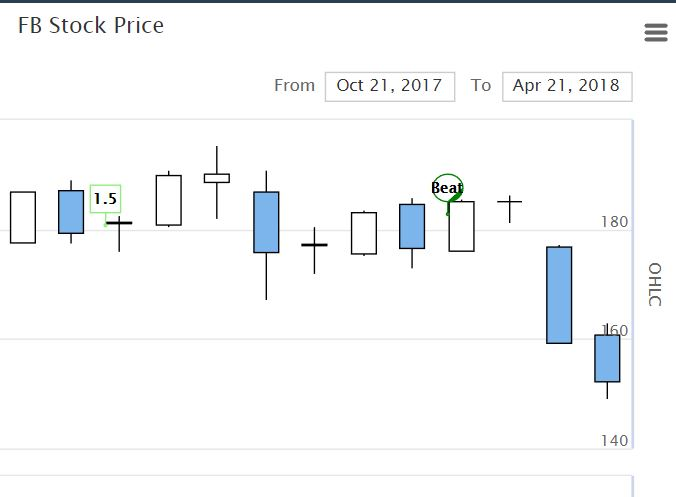 FB Stock Price
From Oct 21, 2017 To Apr 21, 2018
1.5
Beat
180
OHLC
160
140